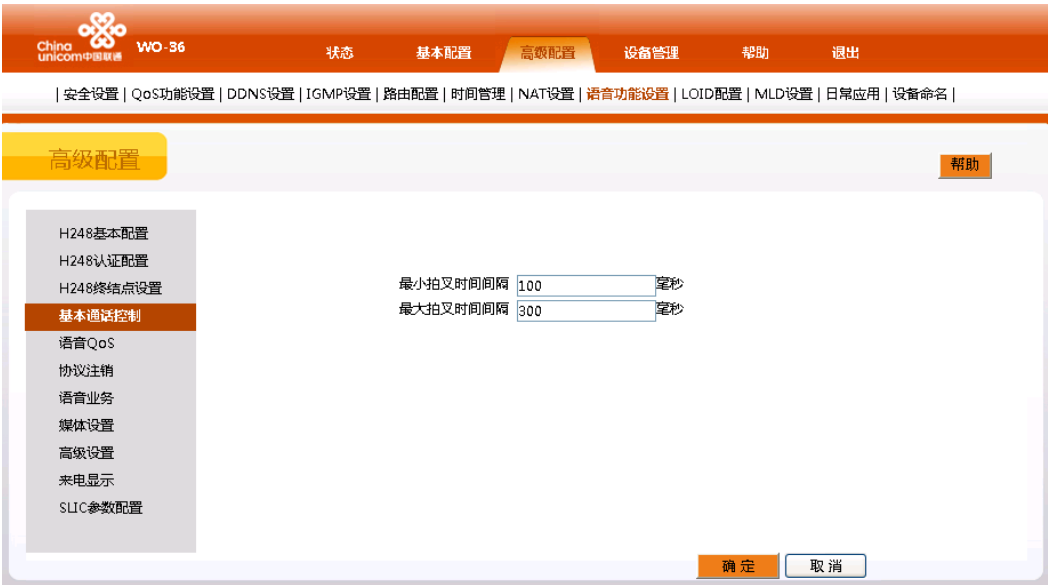 China
unicom中国联通
WO-36
状态 基本配置 高级配置 设备管理 帮助 退出
| 安全设置 | QoS功能设置 | DDNS设置 | IGMP设置 | 路由配置 | 时间管理 | NAT设置 | 语音功能设置 | LOID配置 | MLD设置 | 日常应用 | 设备命名 |
高级配置
帮助
H248基本配置
H248认证配置
H248终结点设置
基本通话控制
语音QoS
协议注销
语音业务
媒体设置
高级设置
来电显示
SLIC参数配置
最小拍叉时间间隔 100 毫秒
最大拍叉时间间隔 300 毫秒
确定 取消